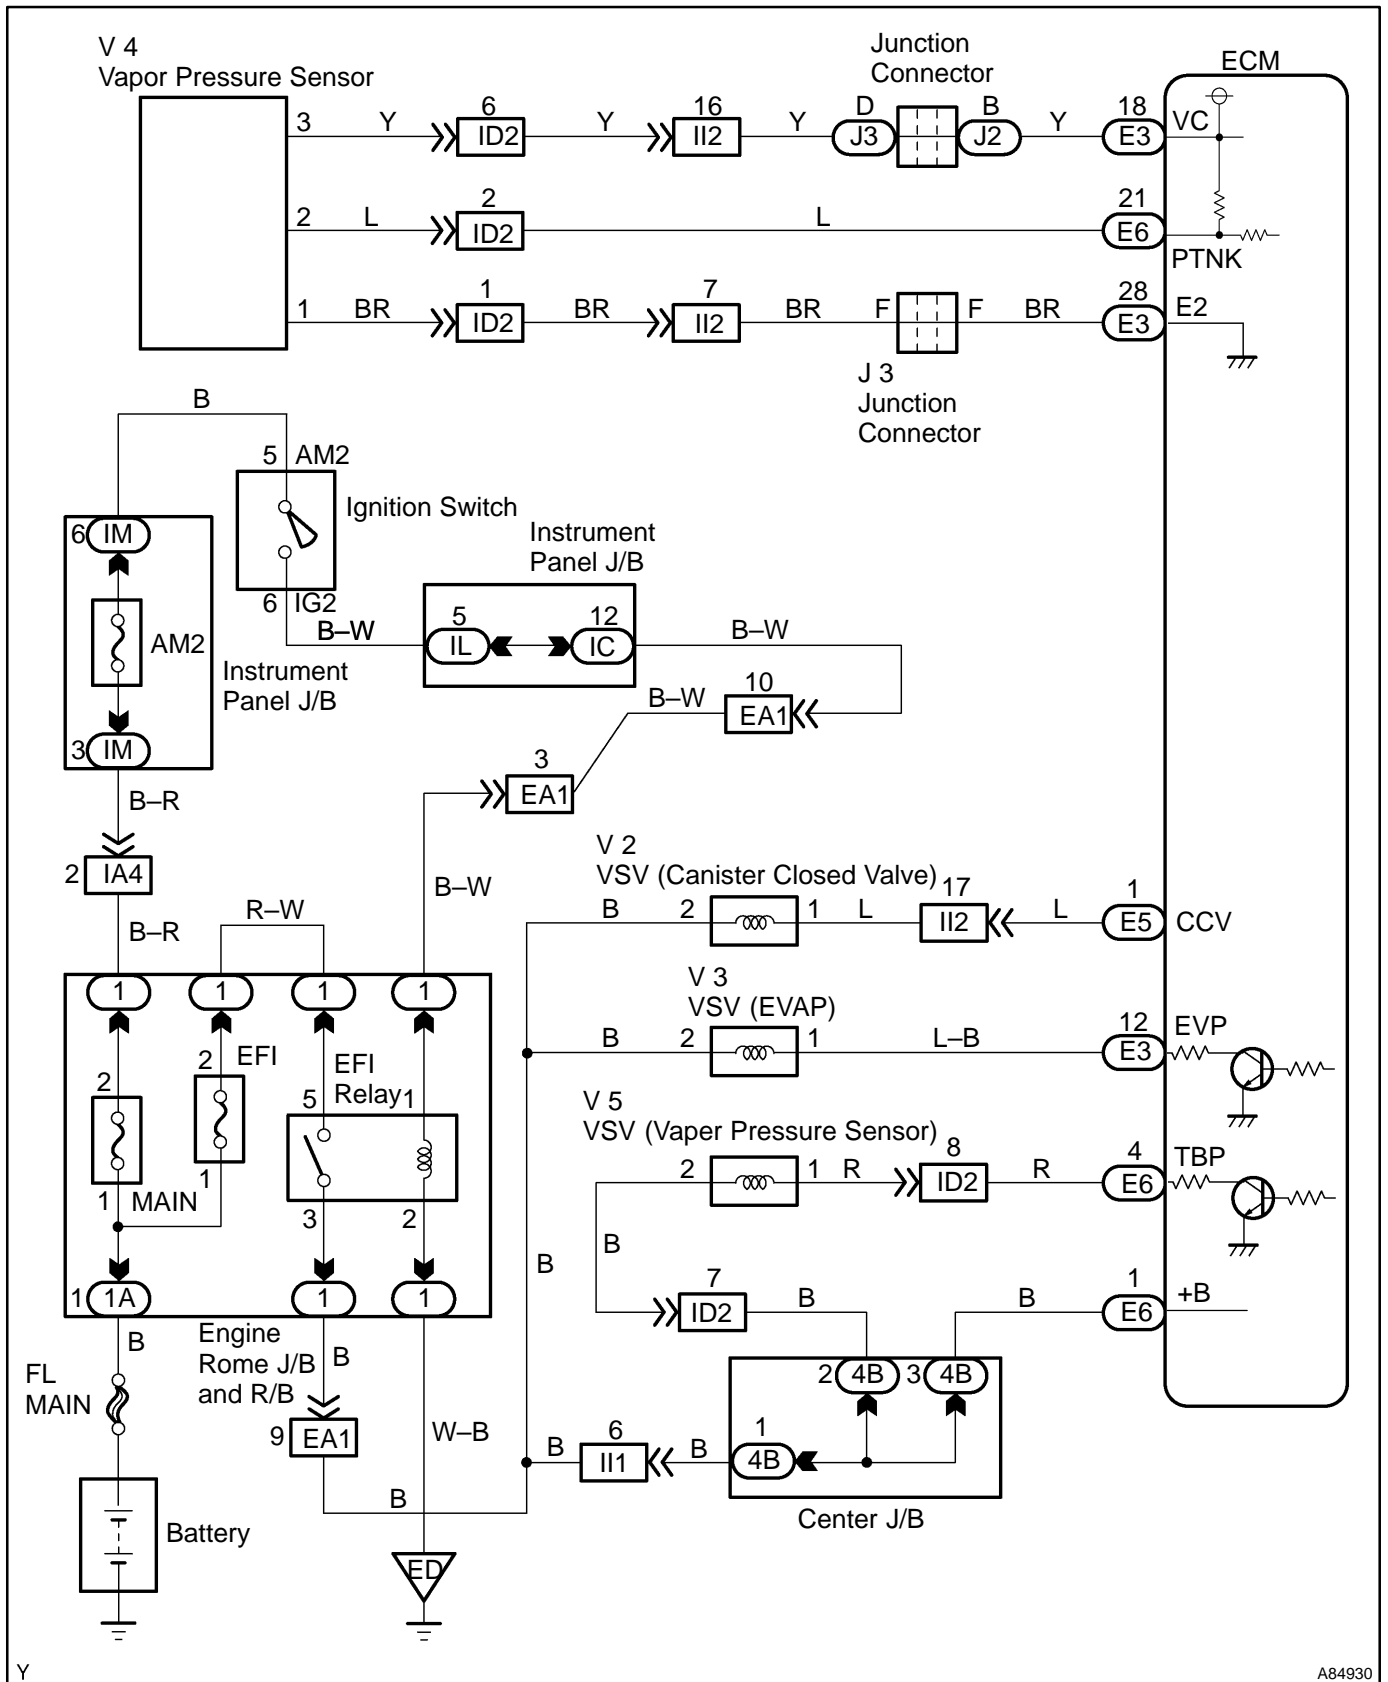 V 4
Vapor Pressure Sensor
Junction
Connector
ECM
3 Y 6 ID2 Y 16 II2 Y D J3 B J2 Y 18 E3 VC
2 L 2 ID2 L 21 E6 PTNK
1 BR 1 ID2 BR 7 II2 BR F F BR 28 E3 E2
J 3
Junction
Connector
B
5 AM2
Ignition Switch
6 IG2
6 IM
AM2
3 IM
Instrument
Panel J/B
Instrument
Panel J/B
B–W 5 IL 12 IC B–W
B–W 10 EA1
3 EA1
B–R
2 IA4
B–R
R–W
B–W
V 2
VSV (Canister Closed Valve)
B 2 1 L 17 II2 L 1 E5 CCV
V 3
VSV (EVAP)
B 2 1 L–B 12 E3 EVP
V 5
VSV (Vaper Pressure Sensor)
2 1 R 8 ID2 R 4 E6 TBP
B
7 ID2 B
B 1 E6 +B
1 1 1 1
2 EFI
1
2
1 MAIN
EFI
Relay
5 1
3 2
1 1A 1 1
Engine
Rome J/B
and R/B
B
FL
MAIN
Battery
B
9 EA1
B
W–B
ED
B
B 6 II1 B 1 4B
2 4B 3 4B
Center J/B
Y
A84930